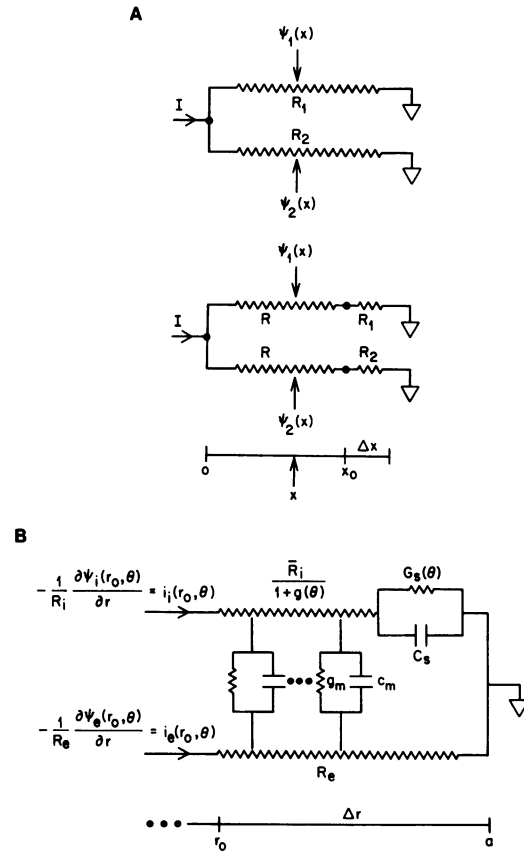 A
ψ₁(x)
I
R₁
R₂
ψ₂(x)
ψ₁(x)
I
R
R₁
R
R₂
ψ₂(x)
Δx
0
x₀
x
B
-1/Rᵢ ∂ψᵢ(r₀,θ)/∂r = iᵢ(r₀,θ)
R̅ᵢ/1+g(θ)
Gₛ(θ)
Cₛ
gₘ
cₘ
-1/Rₑ ∂ψₑ(r₀,θ)/∂r = iₑ(r₀,θ)
Rₑ
Δr
r₀
a